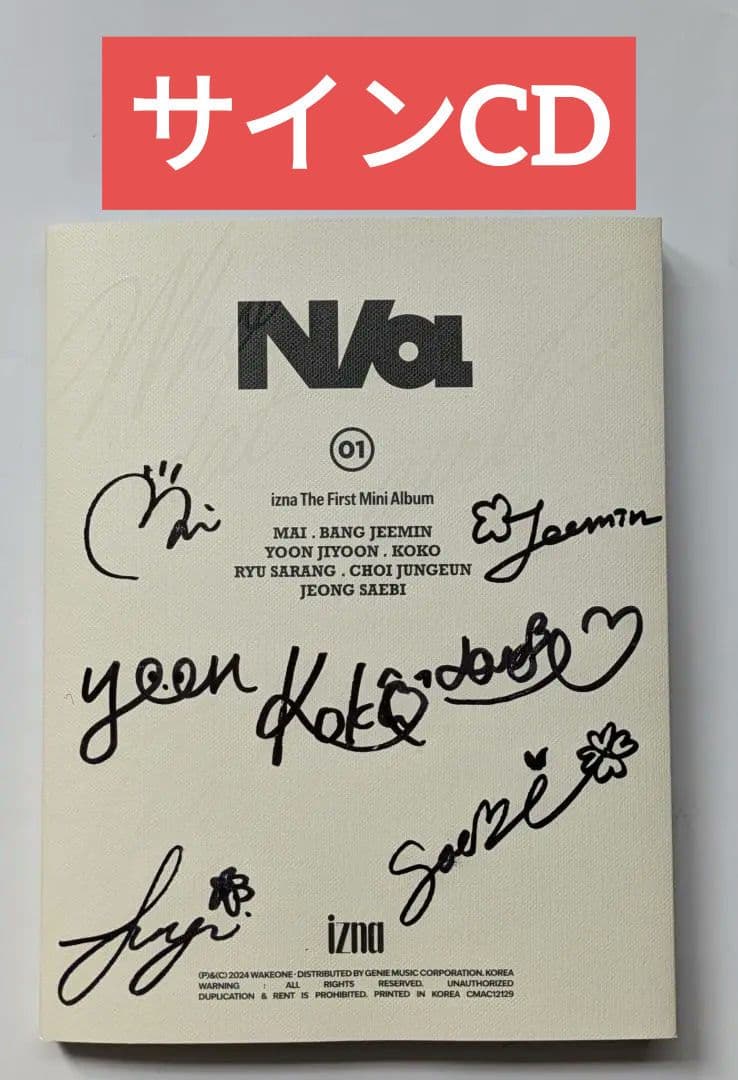 サインCD
N/a
01
izna The First Mini Album
MAI . BANG JEEMIN
YOON JIYOON . KOKO
RYU SARANG . CHOI JUNGEUN
JEONG SAEBI
Mai
Jeemin
yoon
Koko
izna
(P)&(C) 2024 WAKEONE · DISTRIBUTED BY GENIE MUSIC CORPORATION. KOREA
WARNING : ALL RIGHTS RESERVED. UNAUTHORIZED
DUPLICATION & RENT IS PROHIBITED. PRINTED IN KOREA CMAC12129